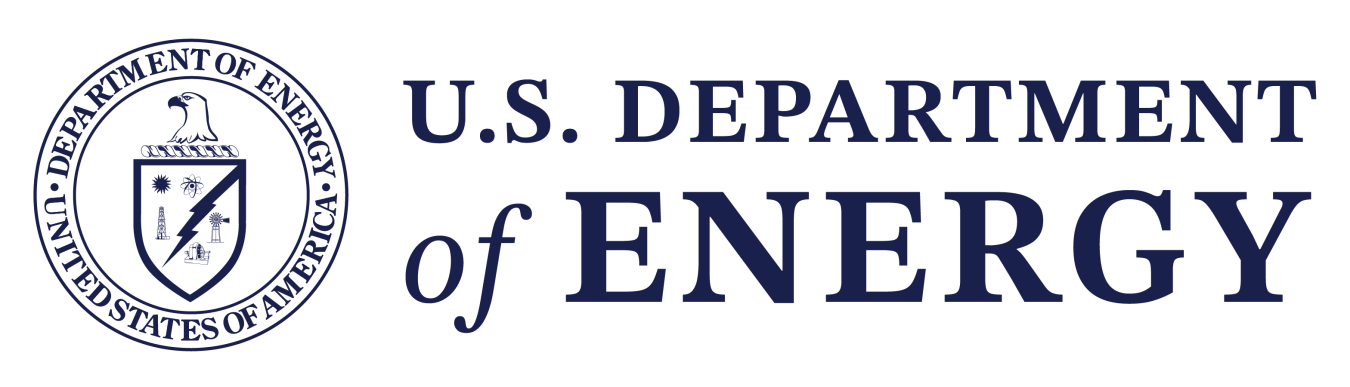 DEPARTMENT OF ENERGY
UNITED STATES OF AMERICA
U.S. DEPARTMENT
of ENERGY